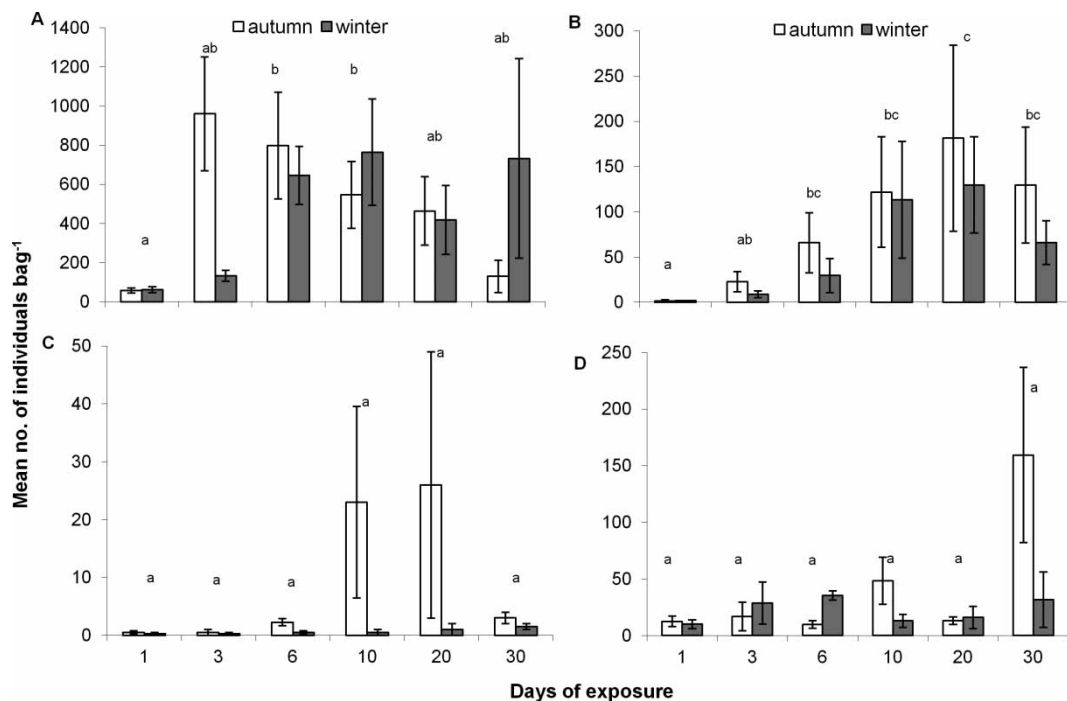 A
autumn winter
1400
1200
1000
800
600
400
200
0
a
ab
b
b
ab
ab
B
autumn winter
300
250
200
150
100
50
0
a
ab
bc
bc
c
bc
Mean no. of individuals bag-1
C
50
40
30
20
10
0
a
a
a
a
a
a
1 3 6 10 20 30
D
250
200
150
100
50
0
a
a
a
a
a
a
1 3 6 10 20 30
Days of exposure